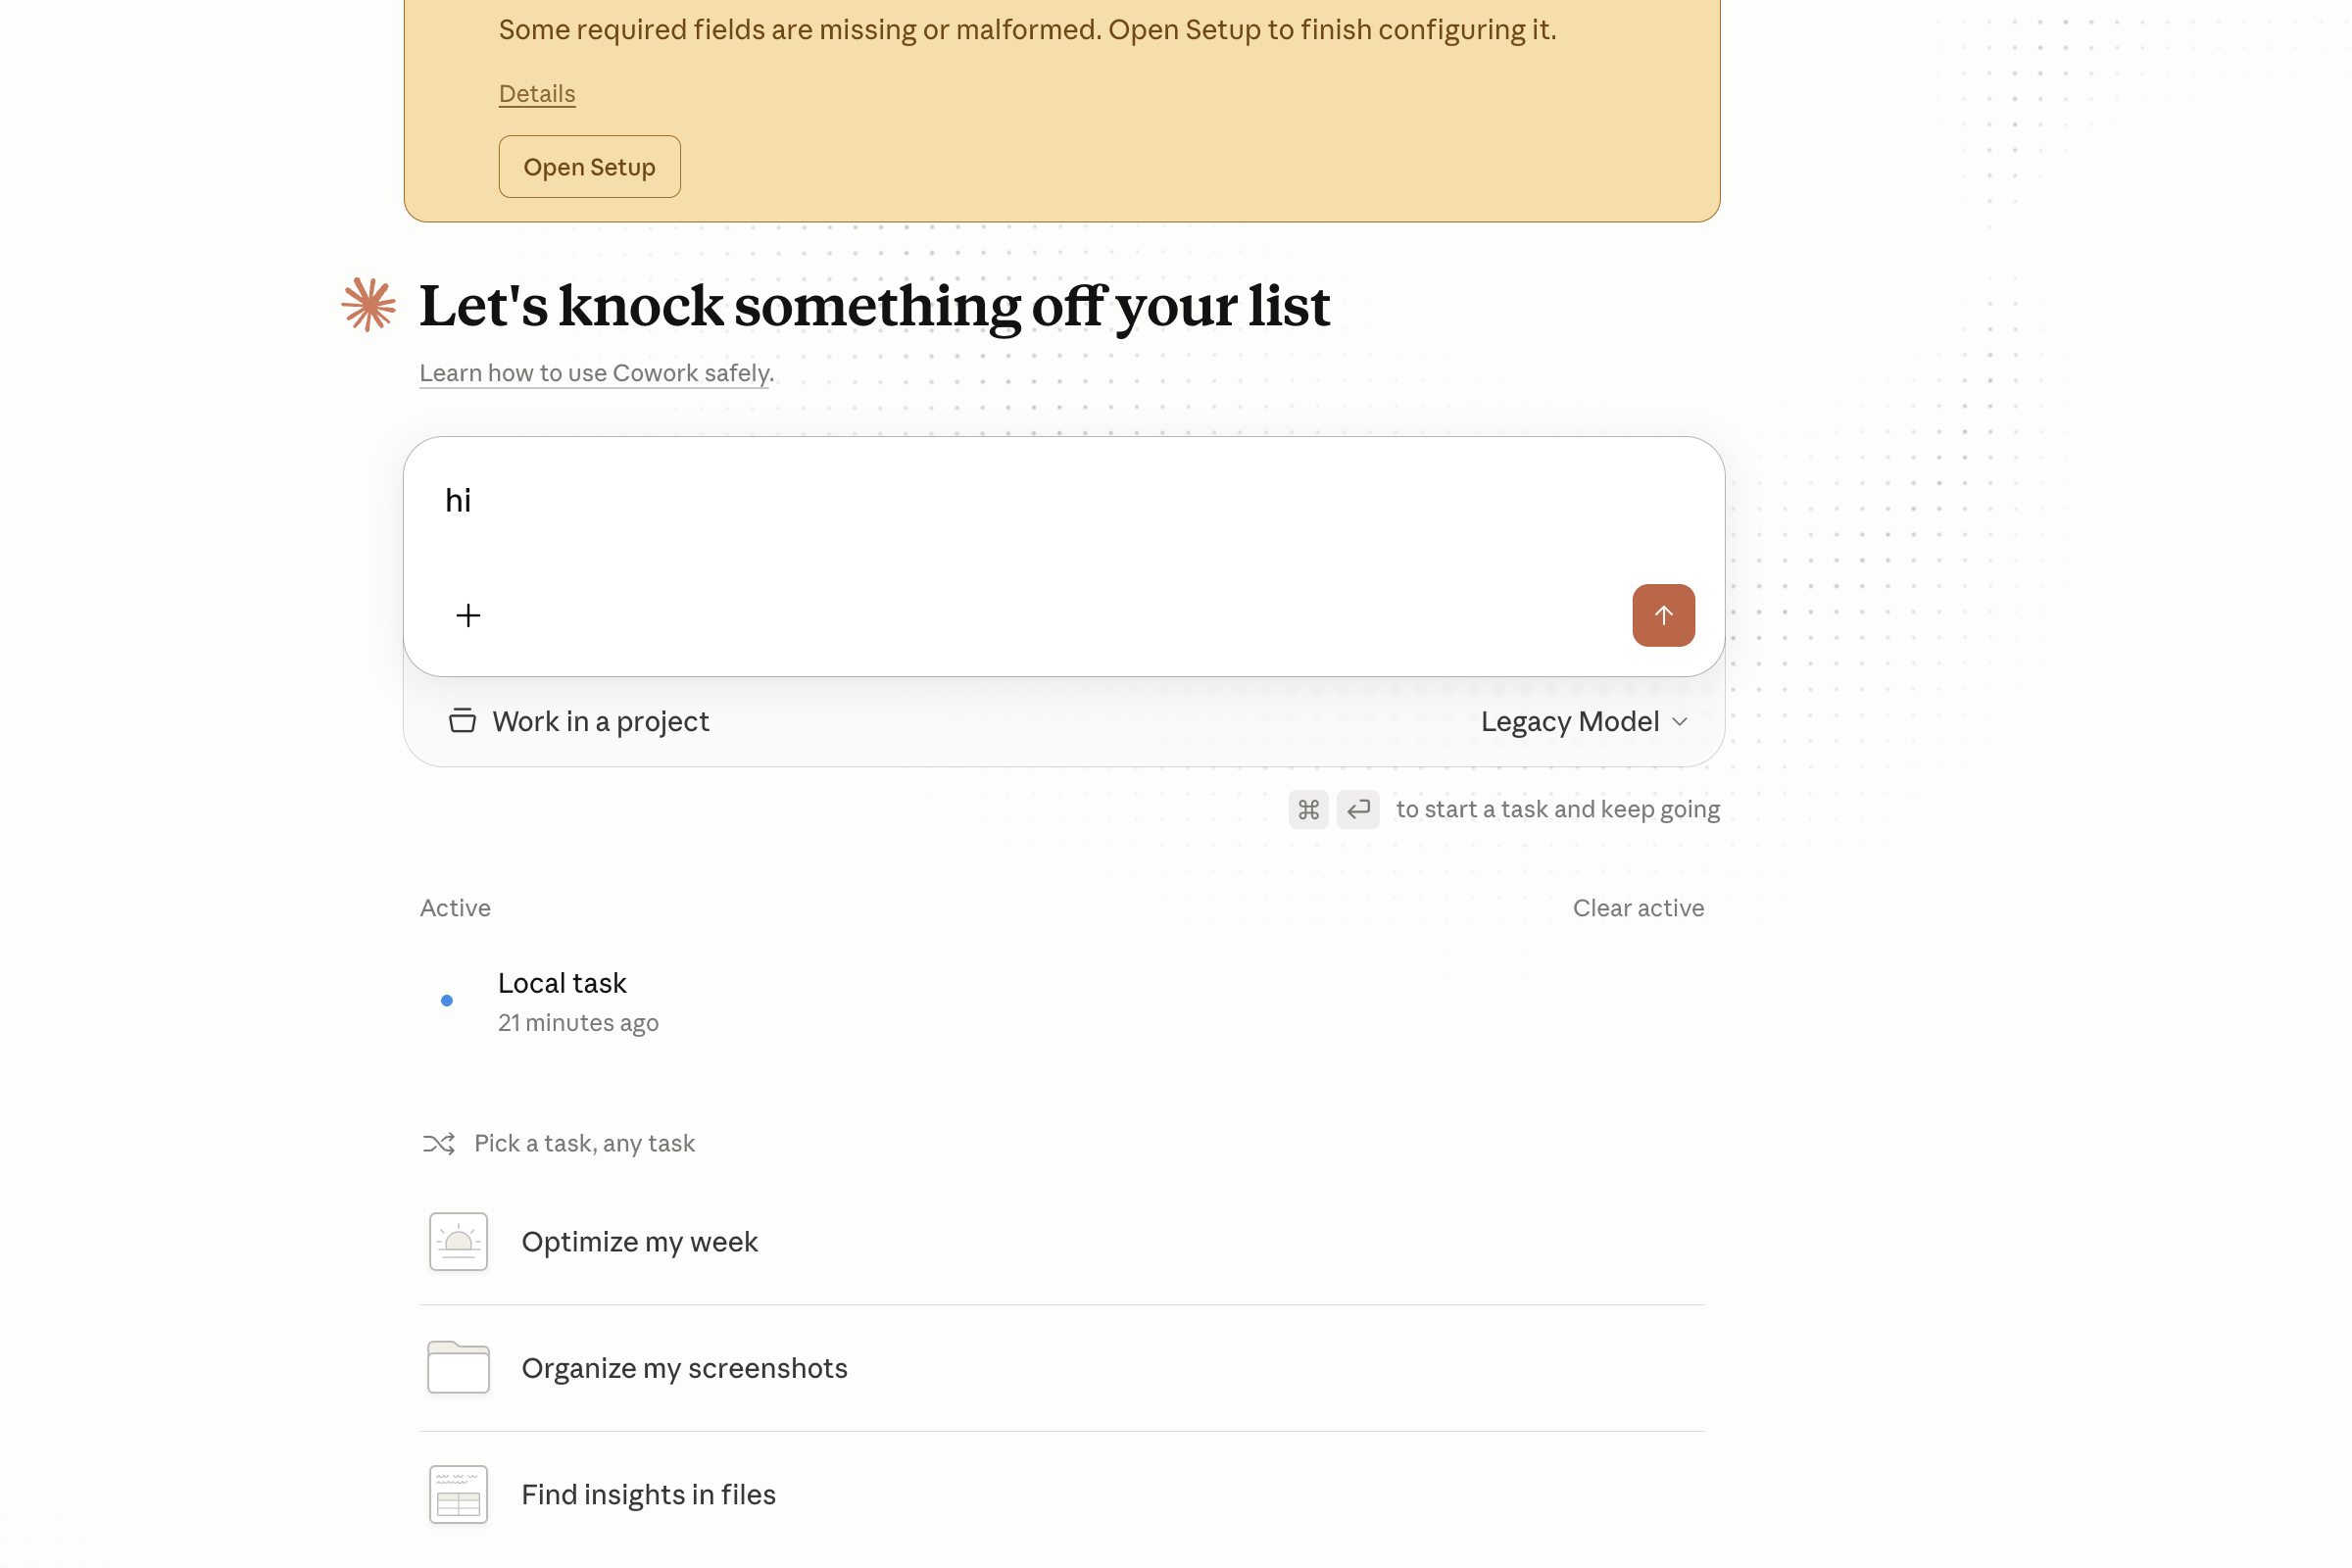 Some required fields are missing or malformed. Open Setup to finish configuring it.
Details
Open Setup
Let's knock something off your list
Learn how to use Cowork safely.
hi
Work in a project
Legacy Model
⌘ ↵ to start a task and keep going
Active
Clear active
Local task
21 minutes ago
Pick a task, any task
Optimize my week
Organize my screenshots
Find insights in files